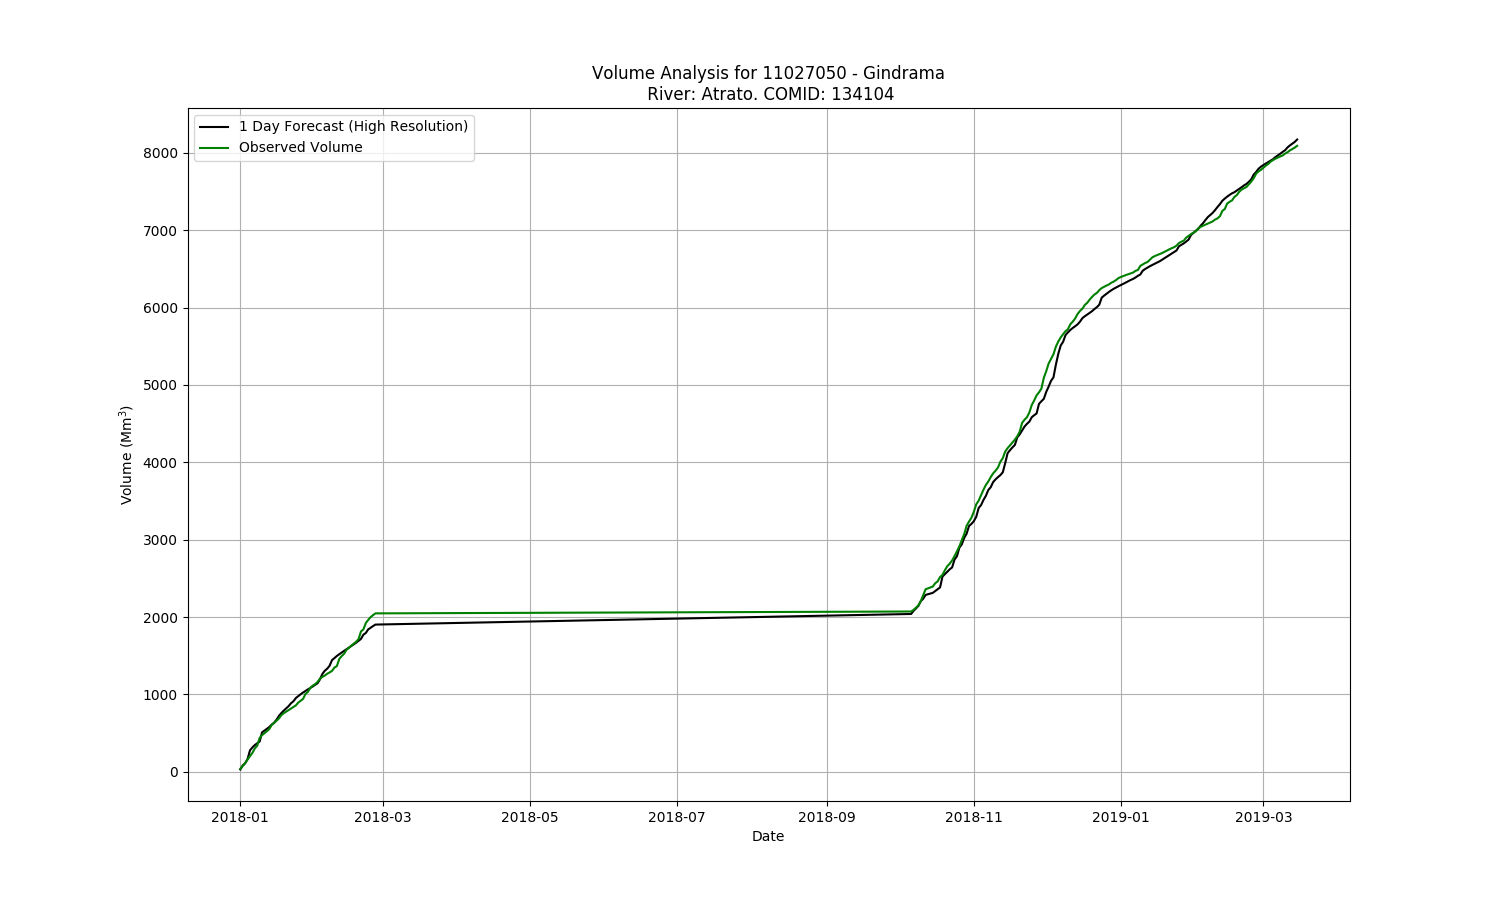 Volume Analysis for 11027050 - Gindrama
River: Atrato. COMID: 134104
1 Day Forecast (High Resolution)
Observed Volume
Volume (Mm³)
8000
7000
6000
5000
4000
3000
2000
1000
0
2018-01 2018-03 2018-05 2018-07 2018-09 2018-11 2019-01 2019-03
Date